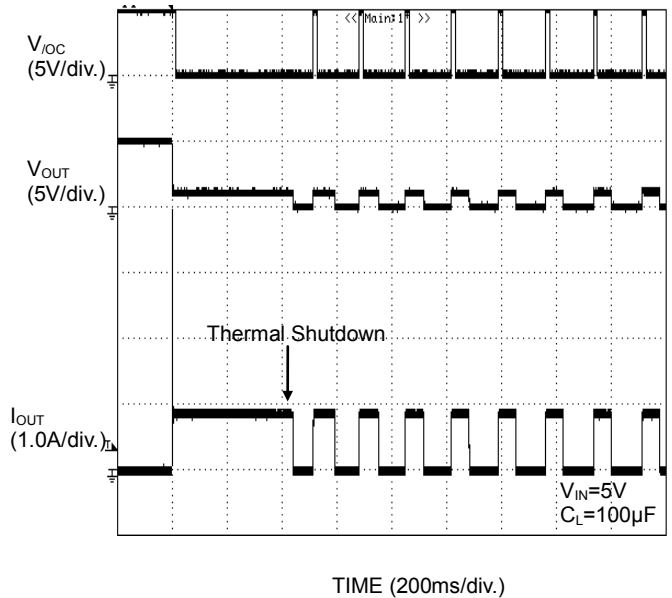 << Main:1 >>
V/OC
(5V/div.)
VOUT
(5V/div.)
Thermal Shutdown
IOUT
(1.0A/div.)
VIN=5V
CL=100µF
TIME (200ms/div.)